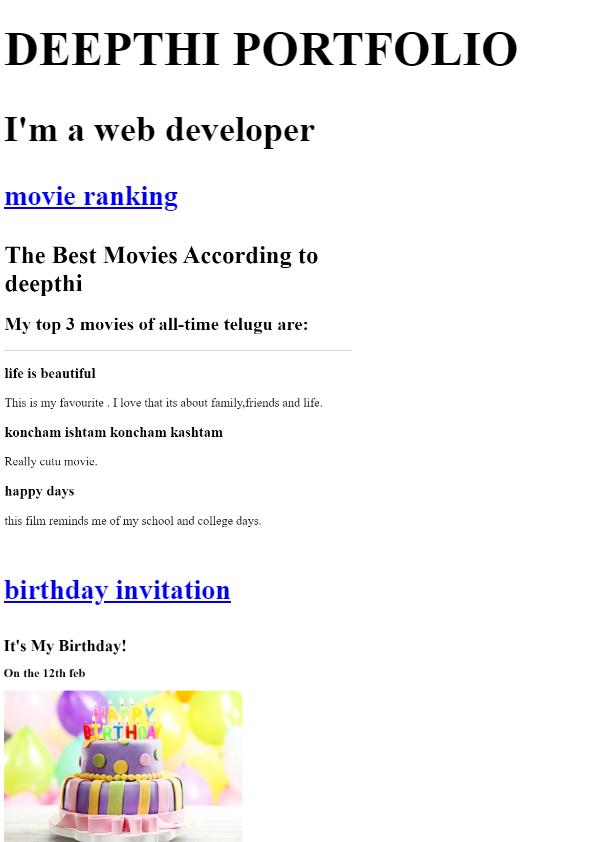 DEEPTHI PORTFOLIO
I'm a web developer
movie ranking
The Best Movies According to
deepthi
My top 3 movies of all-time telugu are:
life is beautiful
This is my favourite . I love that its about family,friends and life.
koncham ishtam koncham kashtam
Really cutu movie.
happy days
this film reminds me of my school and college days.
birthday invitation
It's My Birthday!
On the 12th feb
HAPPY
BIRTHDAY